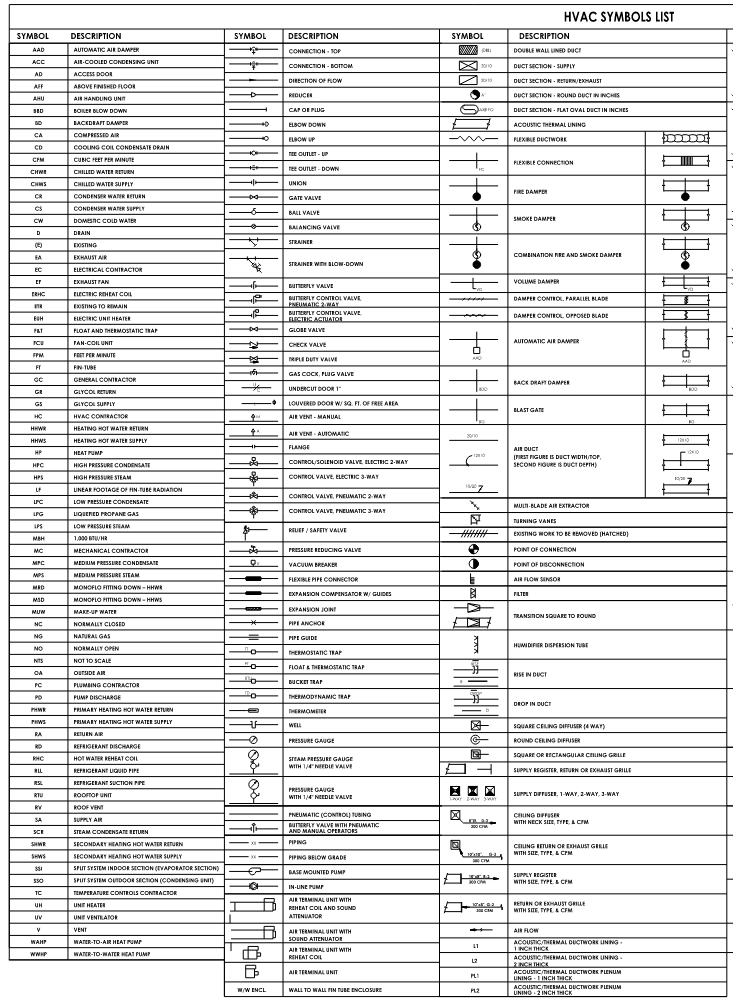 HVAC SYMBOLS LIST
SYMBOL DESCRIPTION
AAD AUTOMATIC AIR DAMPER
ACC AIR-COOLED CONDENSING UNIT
AD ACCESS DOOR
AFF ABOVE FINISHED FLOOR
AHU AIR HANDLING UNIT
BBD BOILER BLOW DOWN
BD BACKDRAFT DAMPER
CA COMPRESSED AIR
CD COOLING COIL CONDENSATE DRAIN
CFM CUBIC FEET PER MINUTE
CHWR CHILLED WATER RETURN
CHWS CHILLED WATER SUPPLY
CR CONDENSER WATER RETURN
CS CONDENSER WATER SUPPLY
CW DOMESTIC COLD WATER
D DRAIN
(E) EXISTING
EA EXHAUST AIR
EC ELECTRICAL CONTRACTOR
EF EXHAUST FAN
ERHC ELECTRIC REHEAT COIL
ETR EXISTING TO REMAIN
EUH ELECTRIC UNIT HEATER
F&T FLOAT AND THERMOSTATIC TRAP
FCU FAN-COIL UNIT
FPM FEET PER MINUTE
FT FIN-TUBE
GC GENERAL CONTRACTOR
GR GLYCOL RETURN
GS GLYCOL SUPPLY
HC HVAC CONTRACTOR
HHWR HEATING HOT WATER RETURN
HHWS HEATING HOT WATER SUPPLY
HP HEAT PUMP
HPC HIGH PRESSURE CONDENSATE
HPS HIGH PRESSURE STEAM
LF LINEAR FOOTAGE OF FIN-TUBE RADIATION
LPC LOW PRESSURE CONDENSATE
LPG LIQUEFIED PROPANE GAS
LPS LOW PRESSURE STEAM
MBH 1,000 BTU/HR
MC MECHANICAL CONTRACTOR
MPC MEDIUM PRESSURE CONDENSATE
MPS MEDIUM PRESSURE STEAM
MRD MONOFLO FITTING DOWN - HHWR
MSD MONOFLO FITTING DOWN - HHWS
MUW MAKE-UP WATER
NC NORMALLY CLOSED
NG NATURAL GAS
NO NORMALLY OPEN
NTS NOT TO SCALE
OA OUTSIDE AIR
PC PLUMBING CONTRACTOR
PD PUMP DISCHARGE
PHWR PRIMARY HEATING HOT WATER RETURN
PHWS PRIMARY HEATING HOT WATER SUPPLY
RA RETURN AIR
RD REFRIGERANT DISCHARGE
RHC HOT WATER REHEAT COIL
RLL REFRIGERANT LIQUID PIPE
RSL REFRIGERANT SUCTION PIPE
RTU ROOFTOP UNIT
RV ROOF VENT
SA SUPPLY AIR
SCR STEAM CONDENSATE RETURN
SHWR SECONDARY HEATING HOT WATER RETURN
SHWS SECONDARY HEATING HOT WATER SUPPLY
SSI SPLIT SYSTEM INDOOR SECTION (EVAPORATOR SECTION)
SSO SPLIT SYSTEM OUTDOOR SECTION (CONDENSING UNIT)
TC TEMPERATURE CONTROLS CONTRACTOR
UH UNIT HEATER
UV UNIT VENTILATOR
V VENT
WAHP WATER-TO-AIR HEAT PUMP
WWHP WATER-TO-WATER HEAT PUMP
SYMBOL DESCRIPTION
CONNECTION - TOP
CONNECTION - BOTTOM
DIRECTION OF FLOW
REDUCER
CAP OR PLUG
ELBOW DOWN
ELBOW UP
TEE OUTLET - UP
TEE OUTLET - DOWN
UNION
GATE VALVE
BALL VALVE
BALANCING VALVE
STRAINER
STRAINER WITH BLOW-DOWN
BUTTERFLY VALVE
BUTTERFLY CONTROL VALVE,
PNEUMATIC 2-WAY
BUTTERFLY CONTROL VALVE,
ELECTRIC ACTUATOR
GLOBE VALVE
CHECK VALVE
TRIPLE DUTY VALVE
GAS COCK, PLUG VALVE
UNDERCUT DOOR 1"
LOUVERED DOOR W/ SQ. FT. OF FREE AREA
AIR VENT - MANUAL
AIR VENT - AUTOMATIC
FLANGE
CONTROL/SOLENOID VALVE, ELECTRIC 2-WAY
CONTROL VALVE, ELECTRIC 3-WAY
CONTROL VALVE, PNEUMATIC 2-WAY
CONTROL VALVE, PNEUMATIC 3-WAY
RELIEF / SAFETY VALVE
PRESSURE REDUCING VALVE
VACUUM BREAKER
FLEXIBLE PIPE CONNECTOR
EXPANSION COMPENSATOR W/ GUIDES
EXPANSION JOINT
PIPE ANCHOR
PIPE GUIDE
THERMOSTATIC TRAP
FLOAT & THERMOSTATIC TRAP
BUCKET TRAP
THERMODYNAMIC TRAP
THERMOMETER
WELL
PRESSURE GAUGE
STEAM PRESSURE GAUGE
WITH 1/4" NEEDLE VALVE
PRESSURE GAUGE
WITH 1/4" NEEDLE VALVE
PNEUMATIC (CONTROL) TUBING
BUTTERFLY VALVE WITH PNEUMATIC
AND MANUAL OPERATORS
XX PIPING
XX PIPING BELOW GRADE
BASE MOUNTED PUMP
IN-LINE PUMP
AIR TERMINAL UNIT WITH
REHEAT COIL AND SOUND
ATTENUATOR
AIR TERMINAL UNIT WITH
SOUND ATTENUATOR
AIR TERMINAL UNIT WITH
REHEAT COIL
AIR TERMINAL UNIT
W/W ENCL. WALL TO WALL FIN TUBE ENCLOSURE
SYMBOL DESCRIPTION
DOUBLE WALL LINED DUCT
20/10 DUCT SECTION - SUPPLY
20/10 DUCT SECTION - RETURN/EXHAUST
DUCT SECTION - ROUND DUCT IN INCHES
DUCT SECTION - FLAT OVAL DUCT IN INCHES
ACOUSTIC THERMAL LINING
FLEXIBLE DUCTWORK
FC FLEXIBLE CONNECTION
FIRE DAMPER
SMOKE DAMPER
COMBINATION FIRE AND SMOKE DAMPER
VD VOLUME DAMPER VD
DAMPER CONTROL, PARALLEL BLADE
DAMPER CONTROL, OPPOSED BLADE
AAD AUTOMATIC AIR DAMPER AAD
BDD BACK DRAFT DAMPER BDD
BG BLAST GATE BG
20/10 12X10
12X10 AIR DUCT 12X10
(FIRST FIGURE IS DUCT WIDTH/TOP,
SECOND FIGURE IS DUCT DEPTH)
10/20 20/20
MULTI-BLADE AIR EXTRACTOR
TURNING VANES
EXISTING WORK TO BE REMOVED (HATCHED)
POINT OF CONNECTION
POINT OF DISCONNECTION
AIR FLOW SENSOR
FILTER
TRANSITION SQUARE TO ROUND
HUMIDIFIER DISPERSION TUBE
RISE IN DUCT
R
DROP IN DUCT
D
SQUARE CEILING DIFFUSER (4 WAY)
ROUND CEILING DIFFUSER
SQUARE OR RECTANGULAR CEILING GRILLE
SUPPLY REGISTER, RETURN OR EXHAUST GRILLE
SUPPLY DIFFUSER, 1-WAY, 2-WAY, 3-WAY
1-WAY 2-WAY 3-WAY
CEILING DIFFUSER
WITH NECK SIZE, TYPE, & CFM
300 CFM
CEILING RETURN OR EXHAUST GRILLE
WITH SIZE, TYPE, & CFM
300 CFM
SUPPLY REGISTER
WITH SIZE, TYPE, & CFM
300 CFM
RETURN OR EXHAUST GRILLE
WITH SIZE, TYPE, & CFM
300 CFM
AIR FLOW
L1 ACOUSTIC/THERMAL DUCTWORK LINING -
1 INCH THICK
L2 ACOUSTIC/THERMAL DUCTWORK LINING -
2 INCH THICK
PL1 ACOUSTIC/THERMAL DUCTWORK PLENUM
LINING - 1 INCH THICK
PL2 ACOUSTIC/THERMAL DUCTWORK PLENUM
LINING - 2 INCH THICK